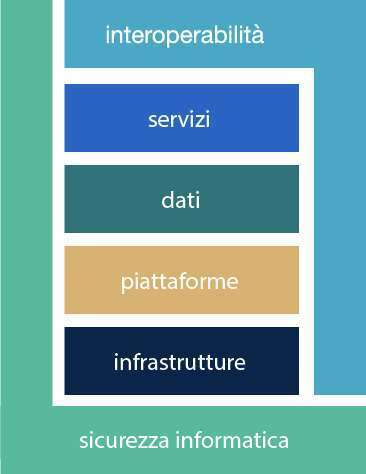 interoperabilità
servizi
dati
piattaforme
infrastrutture
sicurezza informatica